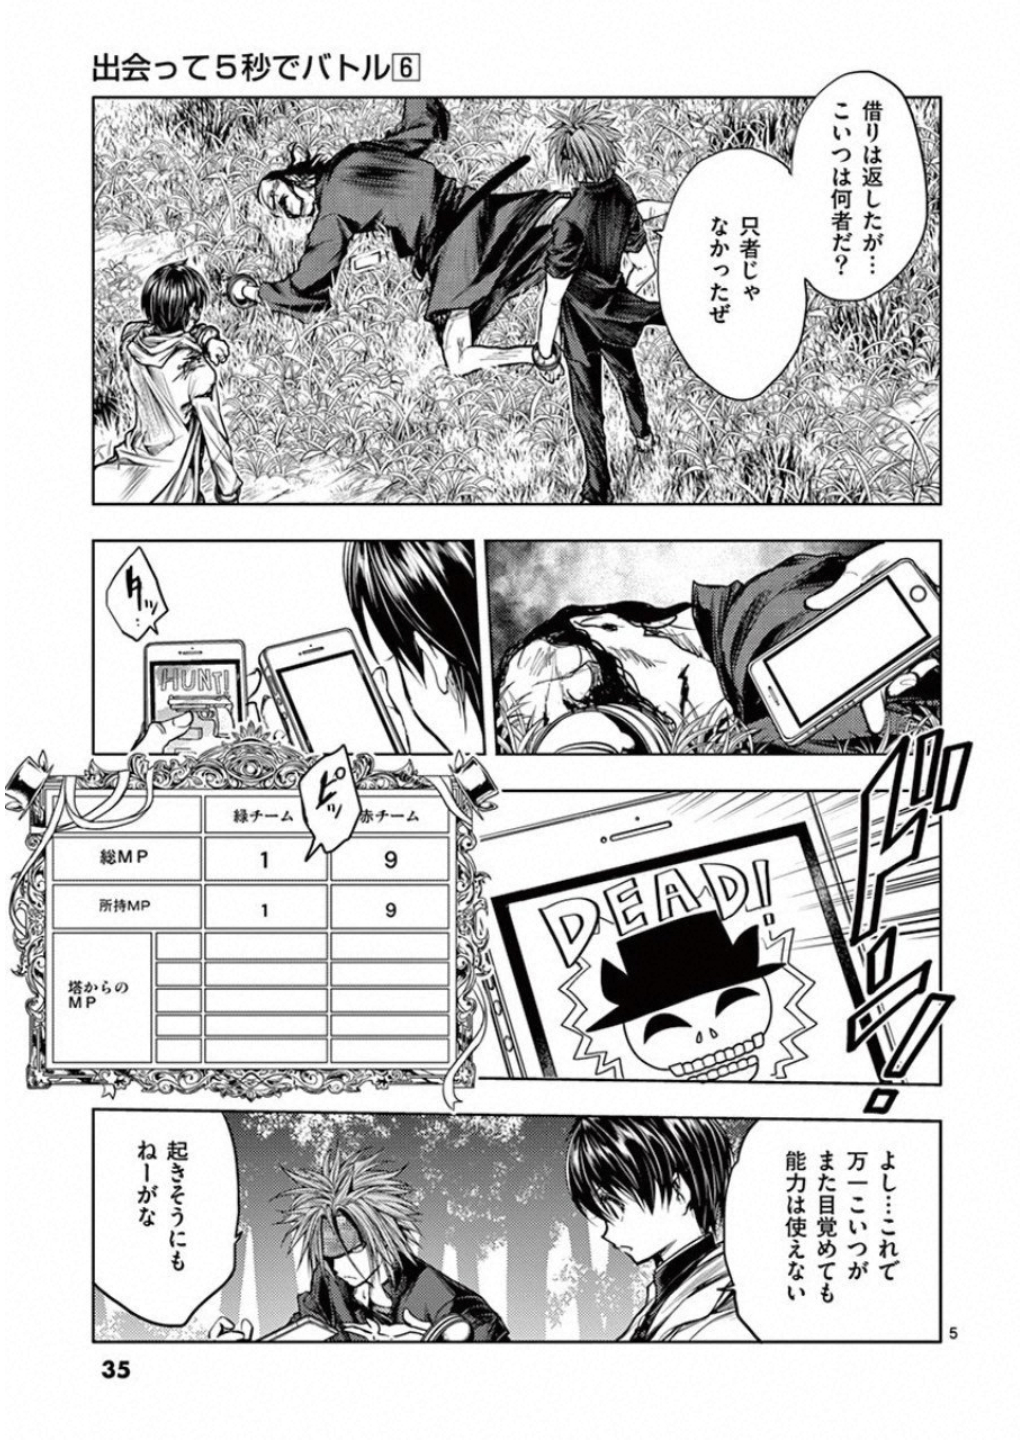 出会って5秒でバトル6
借りは返したが…
こいつは何者だ？
只者じゃ
なかったぜ
タッ
HUNT!
ピッ
緑チーム 赤チーム
総MP 1 9
所持MP 1 9
塔からの
MP
DEAD!
よし…これで
万一こいつが
また目覚めても
能力は使えない
起きそうにも
ねーがな
5
35